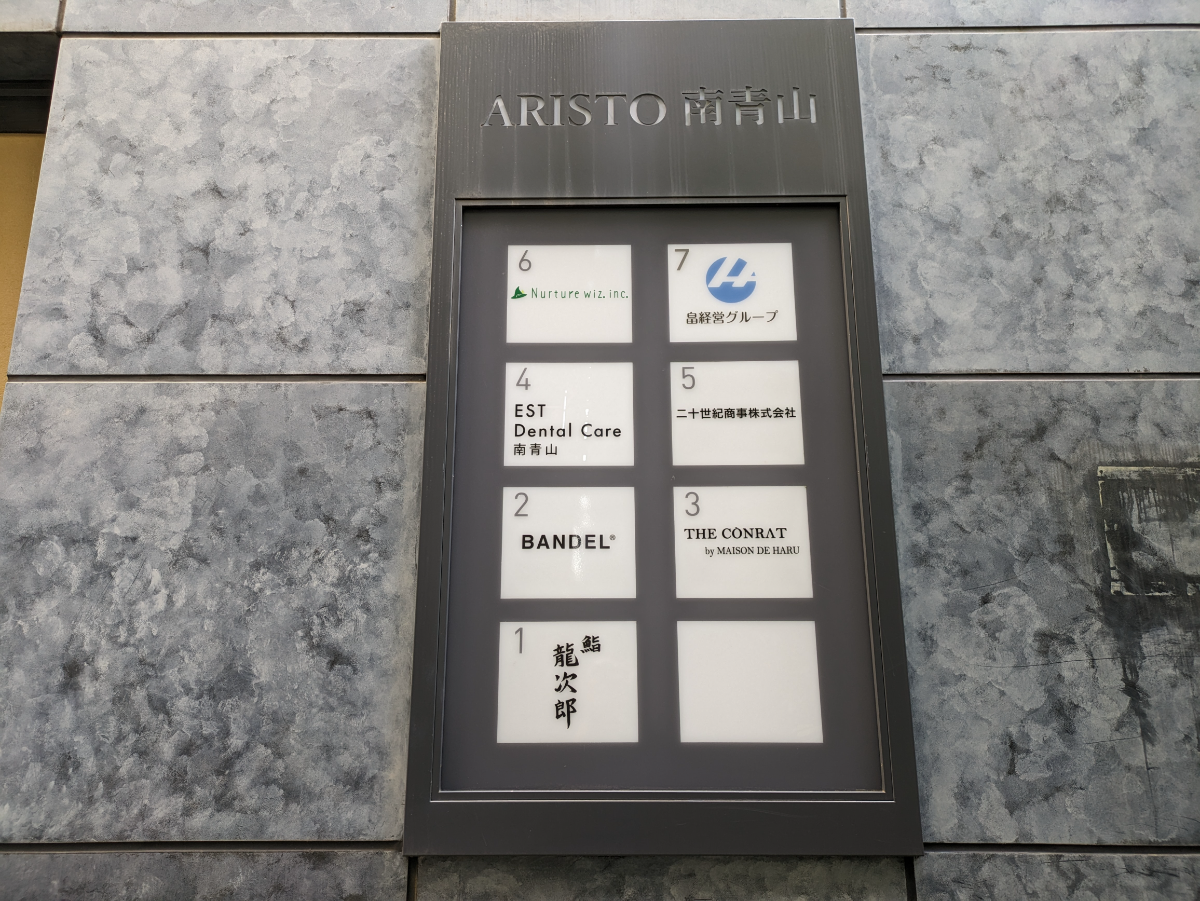 ARISTO 南青山
6
Nurture wiz. inc.
7
畠経営グループ
4
EST
Dental Care
南青山
5
二十世紀商事株式会社
2
BANDEL®
3
THE CONRAT
by MAISON DE HARU
1
鮨
龍次郎